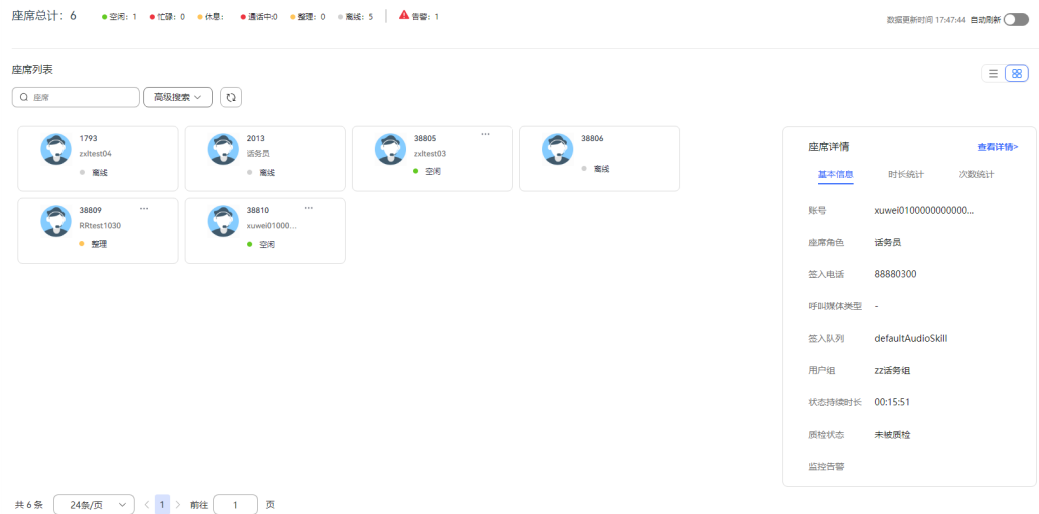 座席总计：6 空闲：1 忙碌：0 休息： 通话中:0 整理：0 离线：5 告警：1 数据更新时间 17:47:44 自动刷新
座席列表
座席 高级搜索
1793
zxltest04
离线
2013
话务员
离线
38805 ...
zxltest03
空闲
38806
离线
38809 ...
RRtest1030
整理
38810 ...
xuwei01000...
空闲
座席详情 查看详情>
基本信息 时长统计 次数统计
账号 xuwei0100000000000...
座席角色 话务员
签入电话 88880300
呼叫媒体类型 -
签入队列 defaultAudioSkill
用户组 zz话务组
状态持续时长 00:15:51
质检状态 未被质检
监控告警
共 6 条 24条/页 < 1 > 前往 1 页